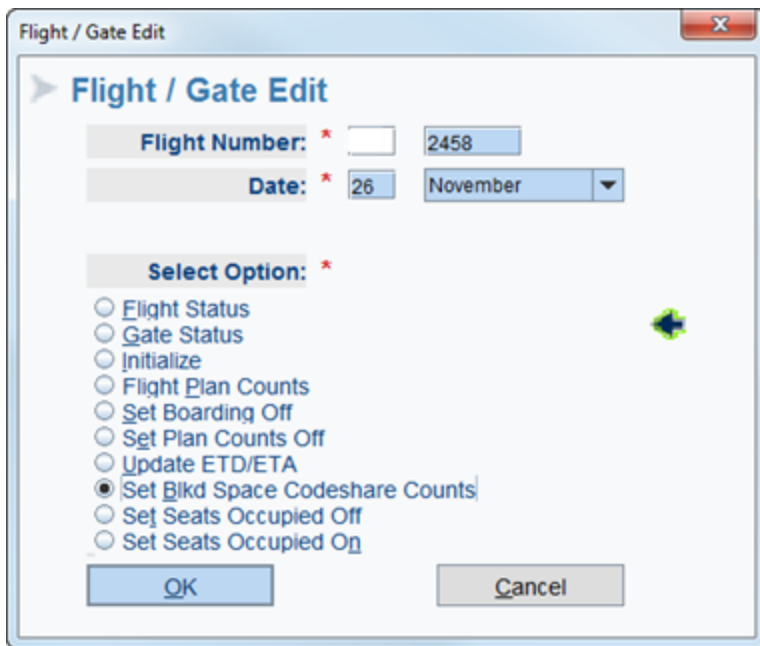 Flight / Gate Edit
Flight / Gate Edit
Flight Number: * 2458
Date: * 26 November
Select Option: *
Flight Status
Gate Status
Initialize
Flight Plan Counts
Set Boarding Off
Set Plan Counts Off
Update ETD/ETA
Set Blkd Space Codeshare Counts
Set Seats Occupied Off
Set Seats Occupied On
OK Cancel